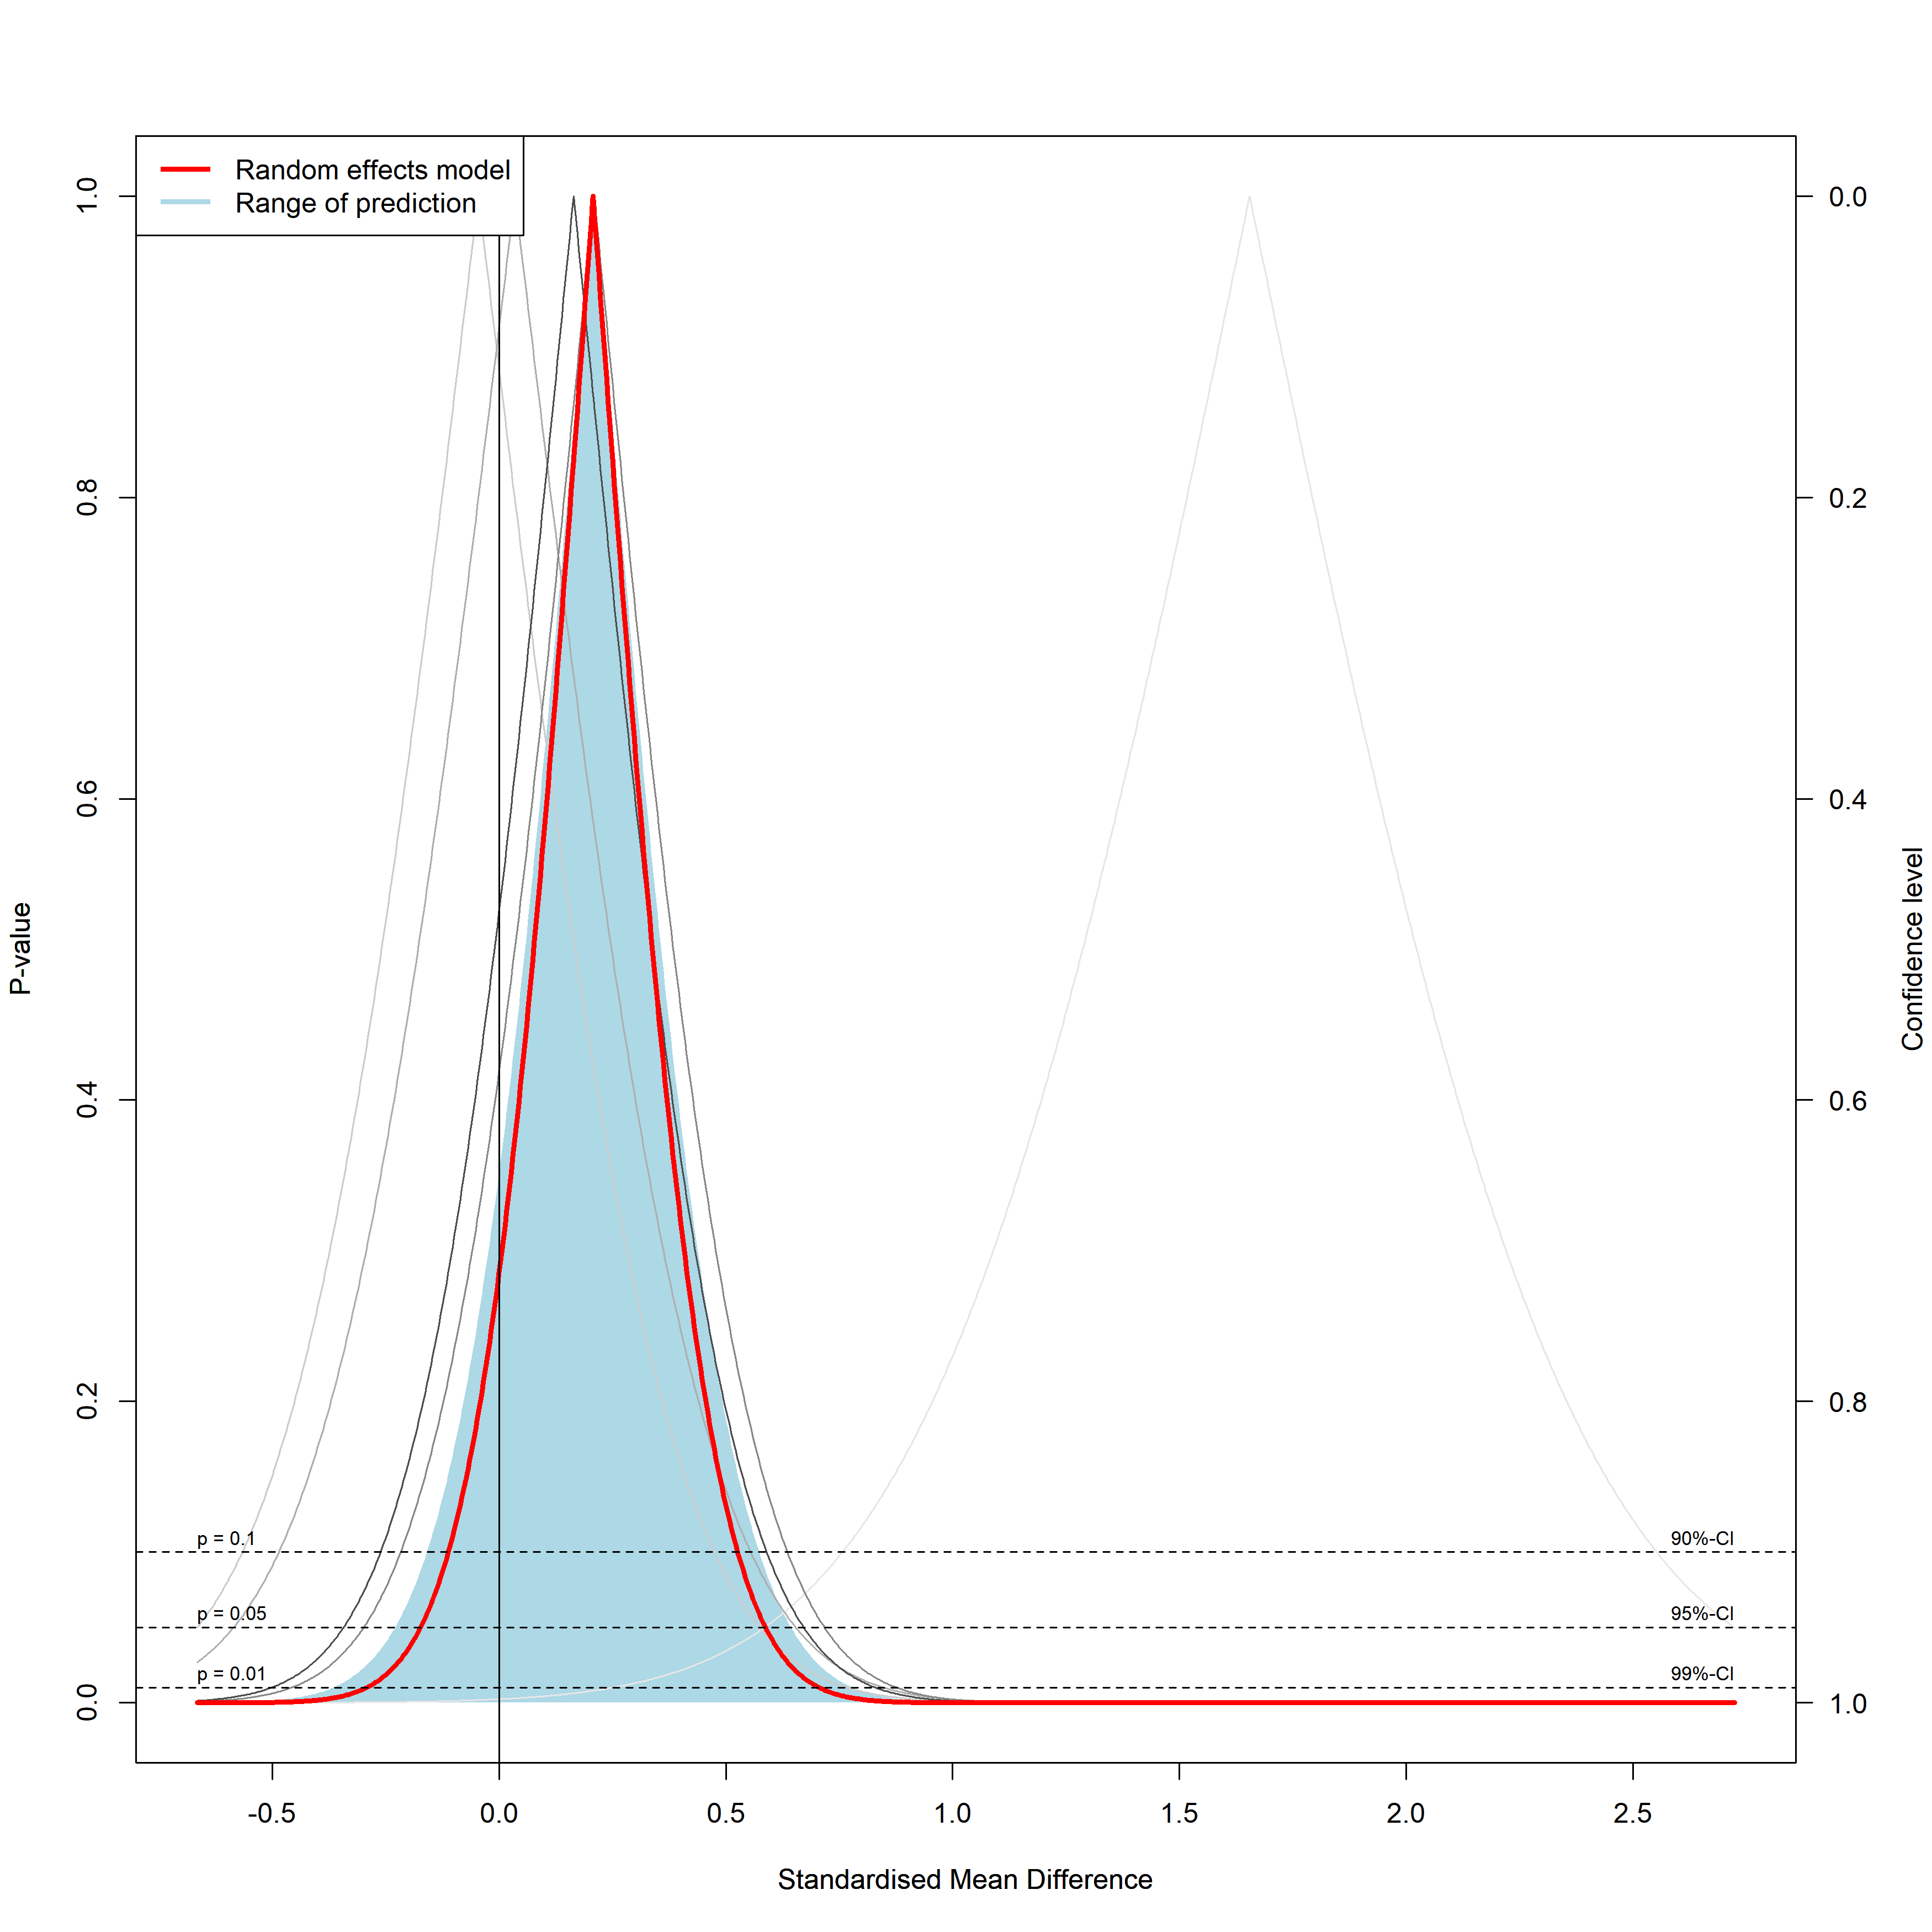 Random effects model
Range of prediction
1.0
0.8
0.6
0.4
0.2
0.0
P-value
0.0
0.2
0.4
0.6
0.8
1.0
Confidence level
p = 0.1
90%-CI
p = 0.05
95%-CI
p = 0.01
99%-CI
-0.5
0.0
0.5
1.0
1.5
2.0
2.5
Standardised Mean Difference